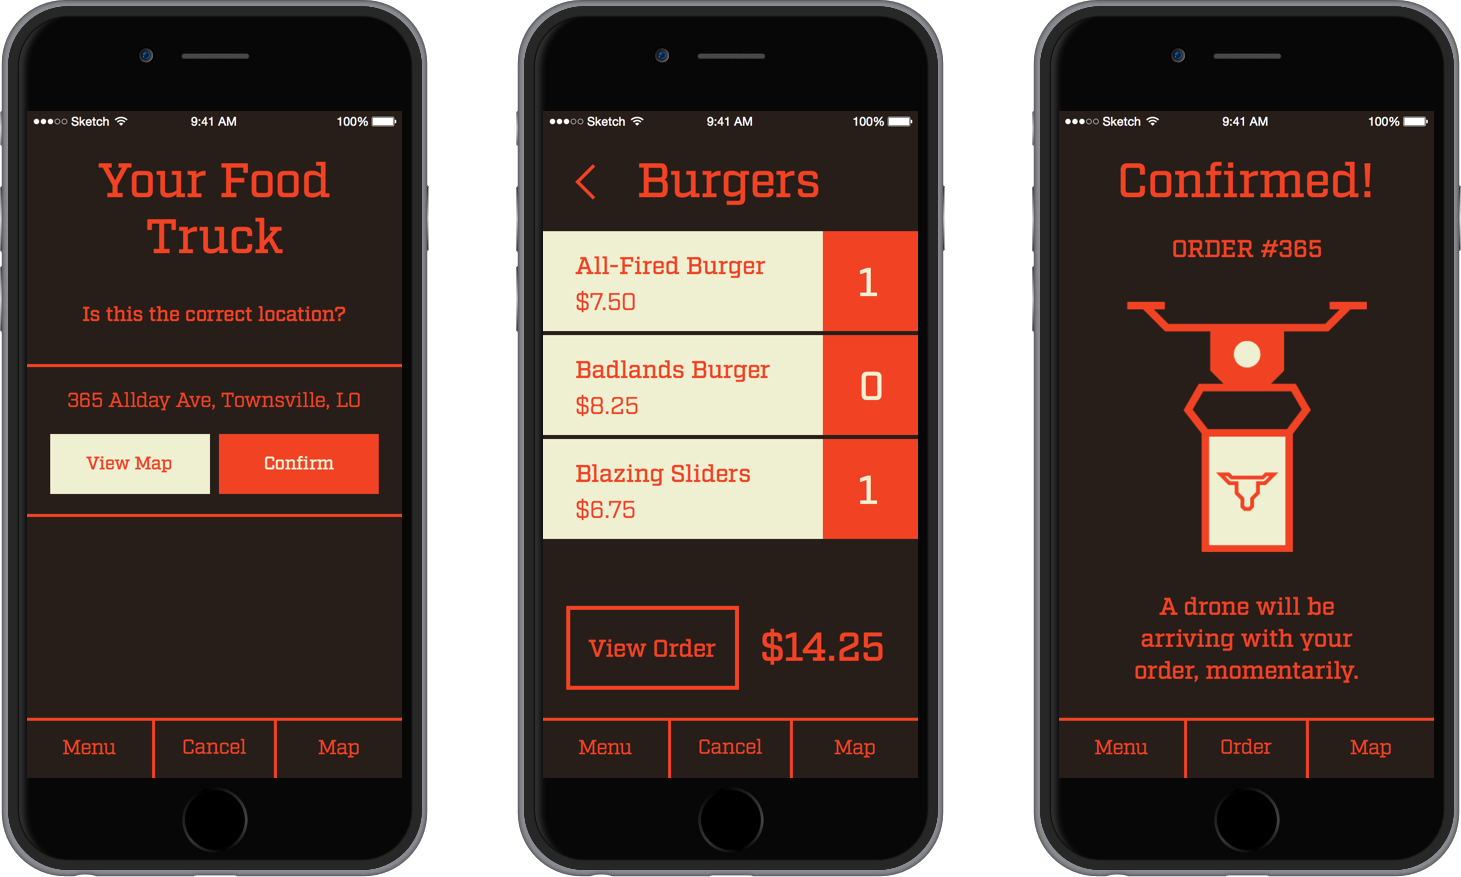 Sketch 9:41 AM 100%
Your Food
Truck
Is this the correct location?
365 Allday Ave, Townsville, LO
View Map Confirm
Menu Cancel Map
Sketch 9:41 AM 100%
Burgers
All-Fired Burger
$7.50
1
Badlands Burger
$8.25
0
Blazing Sliders
$6.75
1
View Order $14.25
Menu Cancel Map
Sketch 9:41 AM 100%
Confirmed!
ORDER #365
A drone will be
arriving with your
order, momentarily.
Menu Order Map